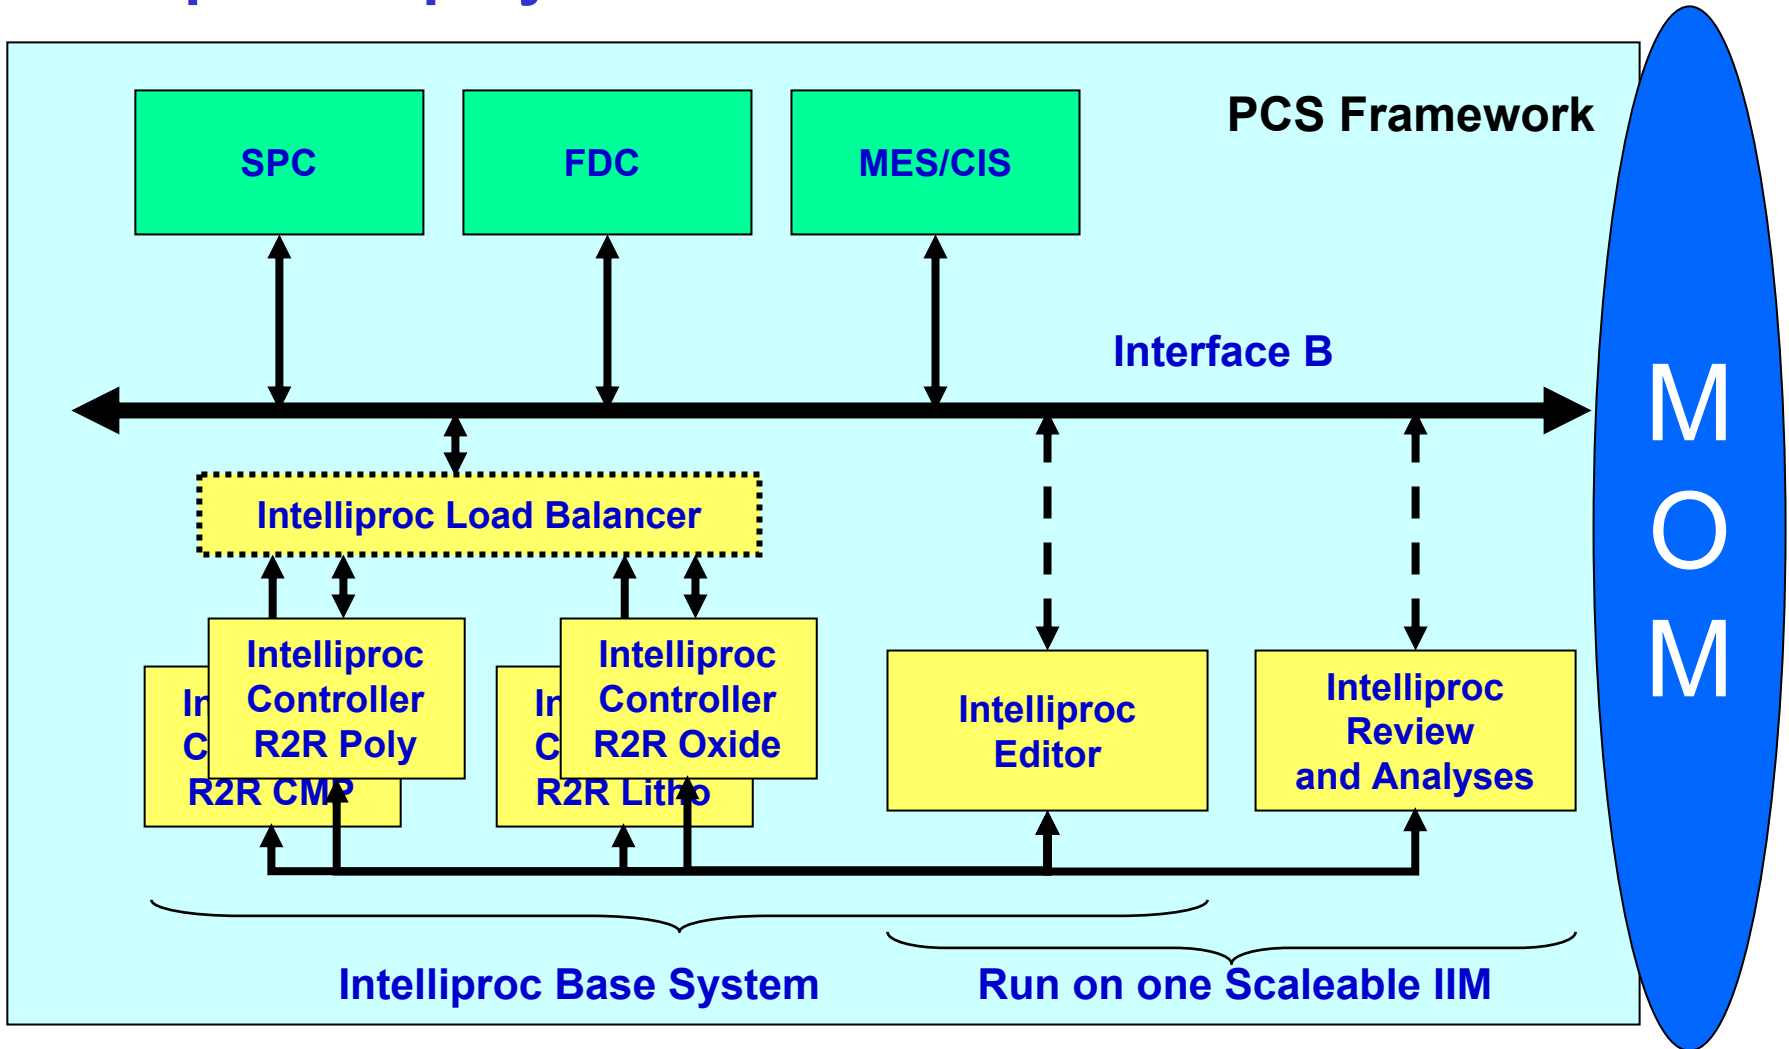 PCS Framework
SPC
FDC
MES/CIS
Interface B
Intelliproc Load Balancer
Intelliproc
Controller
R2R Poly
R2R CMP
Intelliproc
Controller
R2R Oxide
R2R Litho
Intelliproc
Editor
Intelliproc
Review
and Analyses
Intelliproc Base System
Run on one Scaleable IIM
M
O
M